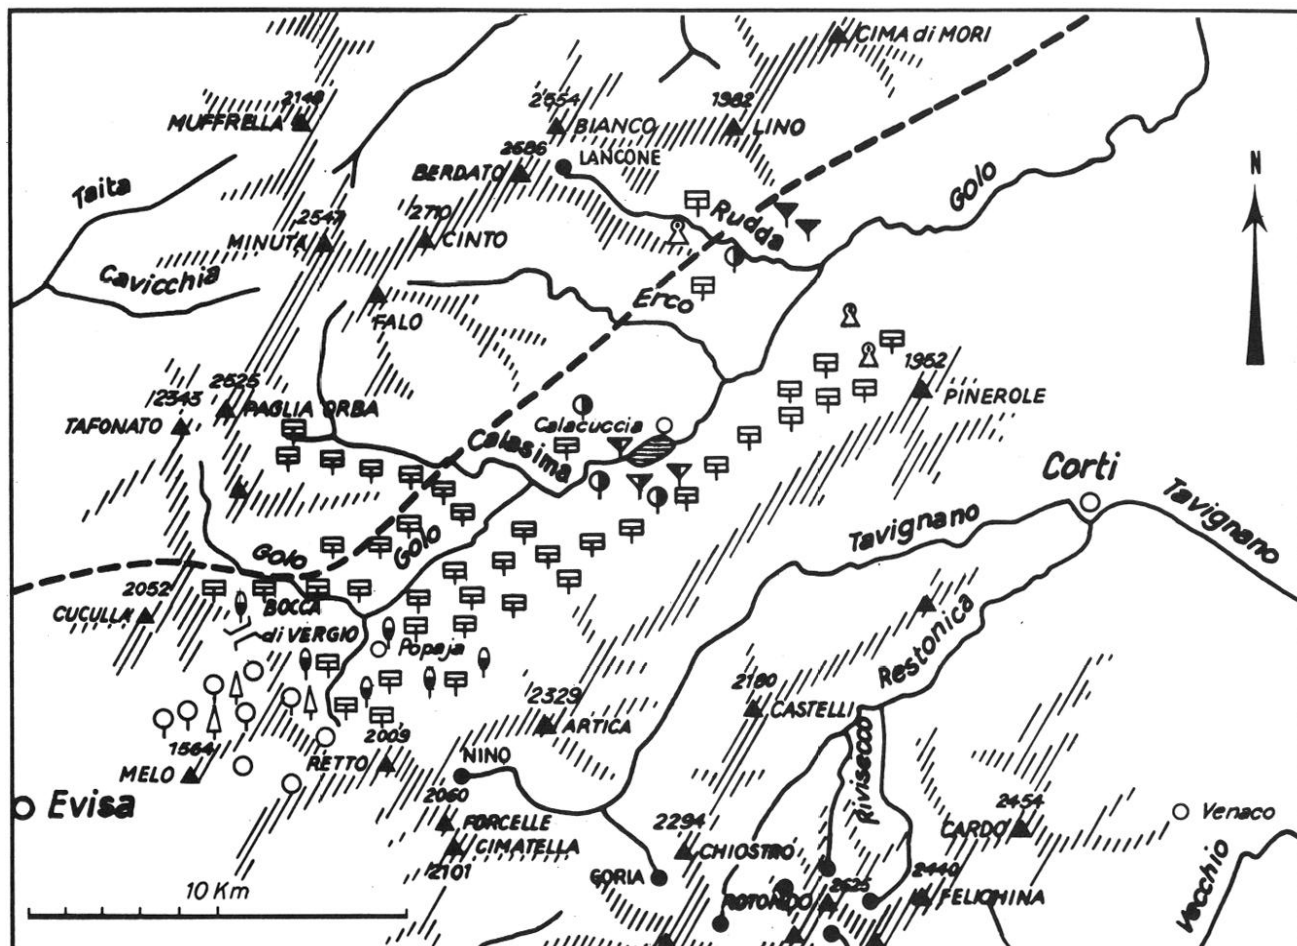 CIMA di MORI
2148
MUFFRELLA
2554
BIANCO
1982
LINO
2586
BERDATO
LANCONE
N
Taita
Golo
Rudda
2547
MINUTA
2710
CINTO
Cavicchia
Erco
FALO
2525
1952
2343
PAGLIA ORBA
PINEROLE
TAFONATO
Calacuccia
Calasima
Corti
Tavignano
Tavignano
Golo
Golo
2052
CUCULLA
BOCCA
di VERGIO
Popaja
Restonica
2329
ARTICA
2180
CASTELLI
Rivisecco
1564
MELO
2009
RETTO
NINO
Evisa
2060
FORCELLE
CIMATELLA
2101
2294
CHIOSTRO
2454
CARDO
Venaco
GORIA
ROTONDO
2625
2440
FELICHINA
Vecchio
10 Km